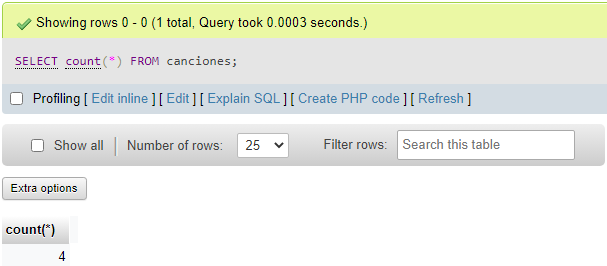 Showing rows 0 - 0 (1 total, Query took 0.0003 seconds.)
SELECT count(*) FROM canciones;
Profiling [ Edit inline ] [ Edit ] [ Explain SQL ] [ Create PHP code ] [ Refresh ]
Show all Number of rows: 25 Filter rows: Search this table
Extra options
count(*)
4